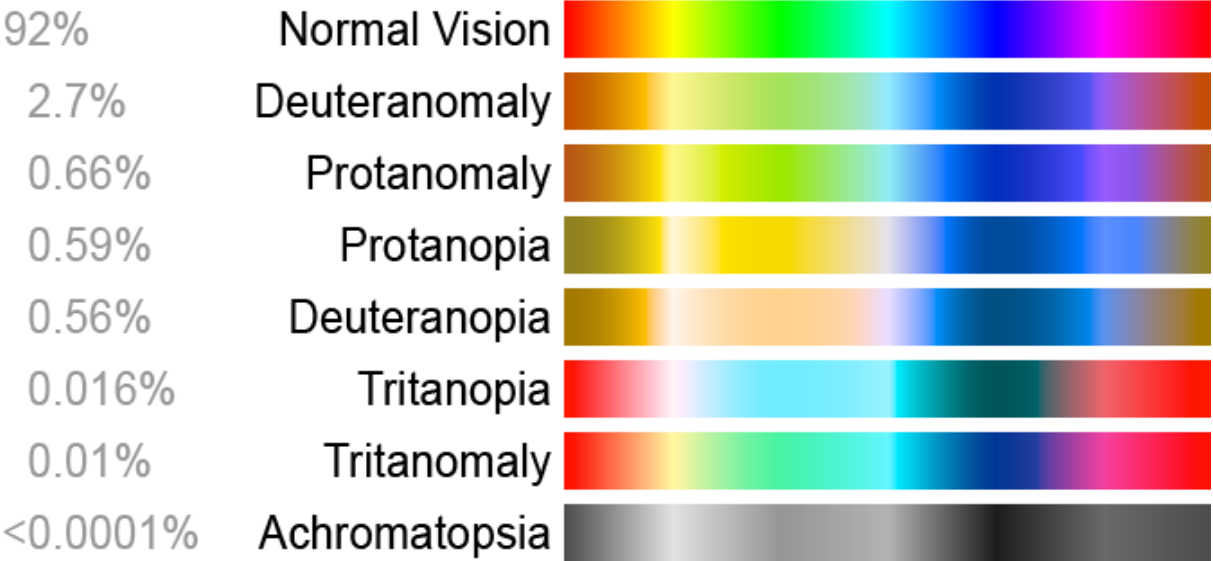 92% Normal Vision
2.7% Deuteranomaly
0.66% Protanomaly
0.59% Protanopia
0.56% Deuteranopia
0.016% Tritanopia
0.01% Tritanomaly
<0.0001% Achromatopsia